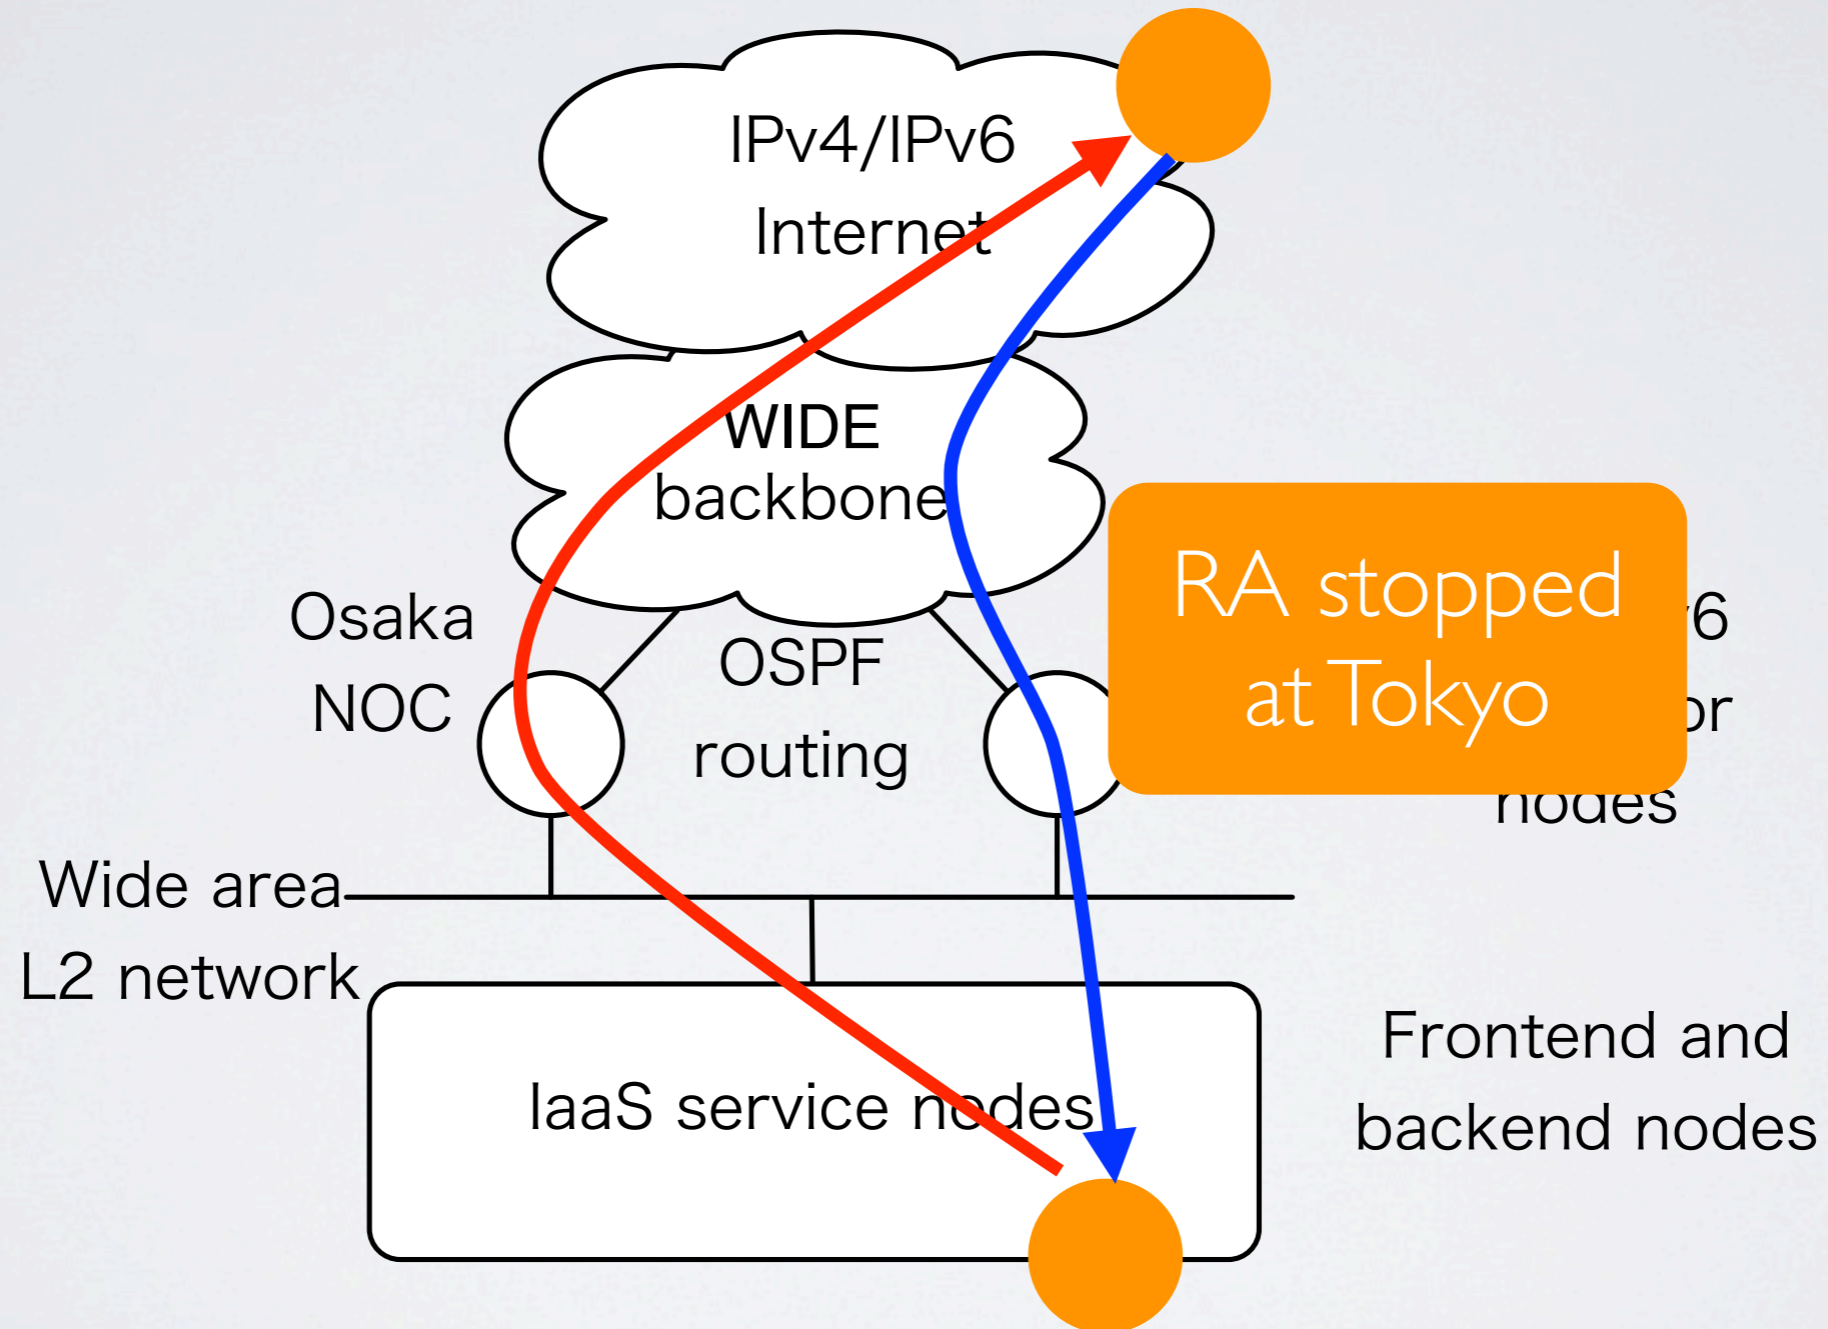 IPv4/IPv6
Internet
WIDE
backbone
Osaka
NOC
OSPF
routing
RA stopped
at Tokyo
nodes
Wide area
L2 network
IaaS service nodes
Frontend and
backend nodes